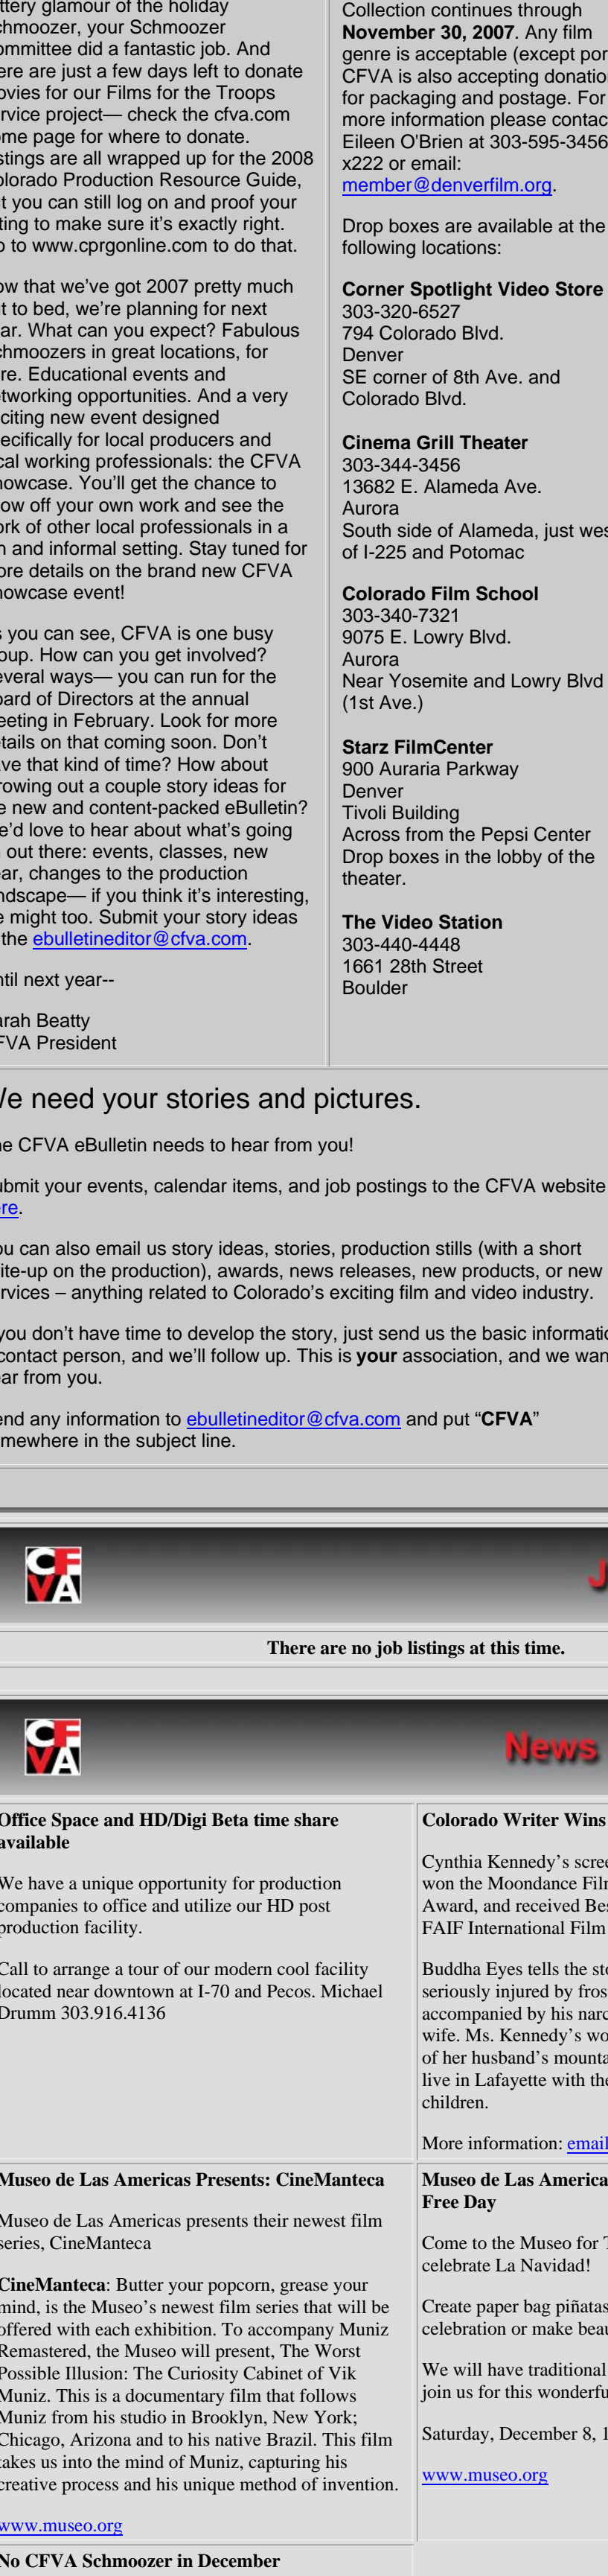 ttery glamour of the holiday
chmoozer, your Schmoozer
ommittee did a fantastic job. And
ere are just a few days left to donate
ovies for our Films for the Troops
rvice project— check the cfva.com
ome page for where to donate.
stings are all wrapped up for the 2008
olorado Production Resource Guide,
ut you can still log on and proof your
ting to make sure it's exactly right.
o to www.cprgonline.com to do that.
ow that we've got 2007 pretty much
ut to bed, we're planning for next
ar. What can you expect? Fabulous
chmoozers in great locations, for
re. Educational events and
tworking opportunities. And a very
citing new event designed
pecifically for local producers and
cal working professionals: the CFVA
howcase. You'll get the chance to
ow off your own work and see the
ork of other local professionals in a
n and informal setting. Stay tuned for
ore details on the brand new CFVA
howcase event!
s you can see, CFVA is one busy
oup. How can you get involved?
everal ways— you can run for the
oard of Directors at the annual
eeting in February. Look for more
tails on that coming soon. Don't
ave that kind of time? How about
rowing out a couple story ideas for
e new and content-packed eBulletin?
e'd love to hear about what's going
out there: events, classes, new
ear, changes to the production
ndscape— if you think it's interesting,
e might too. Submit your story ideas
the ebulletineditor@cfva.com.
ntil next year--
arah Beatty
FVA President
Collection continues through
November 30, 2007. Any film
genre is acceptable (except por
CFVA is also accepting donatio
for packaging and postage. For
more information please contac
Eileen O'Brien at 303-595-3456
x222 or email:
member@denverfilm.org.
Drop boxes are available at the
following locations:
Corner Spotlight Video Store
303-320-6527
794 Colorado Blvd.
Denver
SE corner of 8th Ave. and
Colorado Blvd.
Cinema Grill Theater
303-344-3456
13682 E. Alameda Ave.
Aurora
South side of Alameda, just wes
of I-225 and Potomac
Colorado Film School
303-340-7321
9075 E. Lowry Blvd.
Aurora
Near Yosemite and Lowry Blvd
(1st Ave.)
Starz FilmCenter
900 Auraria Parkway
Denver
Tivoli Building
Across from the Pepsi Center
Drop boxes in the lobby of the
theater.
The Video Station
303-440-4448
1661 28th Street
Boulder
We need your stories and pictures.
he CFVA eBulletin needs to hear from you!
ubmit your events, calendar items, and job postings to the CFVA website
ere.
ou can also email us story ideas, stories, production stills (with a short
rite-up on the production), awards, news releases, new products, or new
rvices – anything related to Colorado's exciting film and video industry.
you don't have time to develop the story, just send us the basic informatio
contact person, and we'll follow up. This is your association, and we wan
ear from you.
end any information to ebulletineditor@cfva.com and put “CFVA”
mewhere in the subject line.
CFVA
J
There are no job listings at this time.
CFVA
News
Office Space and HD/Digi Beta time share
available
We have a unique opportunity for production
companies to office and utilize our HD post
production facility.
Call to arrange a tour of our modern cool facility
located near downtown at I-70 and Pecos. Michael
Drumm 303.916.4136
Colorado Writer Wins
Cynthia Kennedy's scree
won the Moondance Film
Award, and received Bes
FAIF International Film
Buddha Eyes tells the sto
seriously injured by fros
accompanied by his narc
wife. Ms. Kennedy's wo
of her husband's mounta
live in Lafayette with the
children.
More information: email
Museo de Las Americas Presents: CineManteca
Museo de Las Americas presents their newest film
series, CineManteca
CineManteca: Butter your popcorn, grease your
mind, is the Museo's newest film series that will be
offered with each exhibition. To accompany Muniz
Remastered, the Museo will present, The Worst
Possible Illusion: The Curiosity Cabinet of Vik
Muniz. This is a documentary film that follows
Muniz from his studio in Brooklyn, New York;
Chicago, Arizona and to his native Brazil. This film
takes us into the mind of Muniz, capturing his
creative process and his unique method of invention.
www.museo.org
Museo de Las America
Free Day
Come to the Museo for T
celebrate La Navidad!
Create paper bag piñatas
celebration or make beau
We will have traditional
join us for this wonderfu
Saturday, December 8, 1
www.museo.org
No CFVA Schmoozer in December